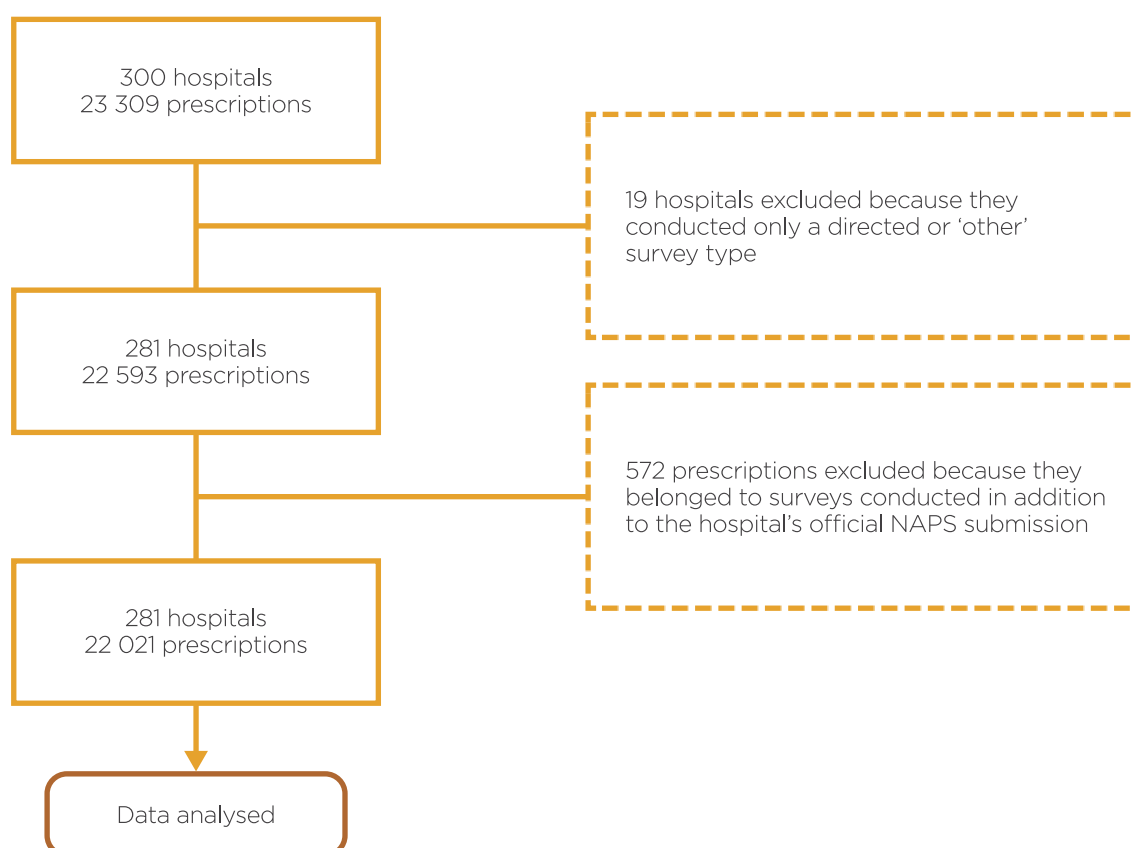 300 hospitals
23 309 prescriptions
19 hospitals excluded because they
conducted only a directed or ‘other’
survey type
281 hospitals
22 593 prescriptions
572 prescriptions excluded because they
belonged to surveys conducted in addition
to the hospital’s official NAPS submission
281 hospitals
22 021 prescriptions
Data analysed